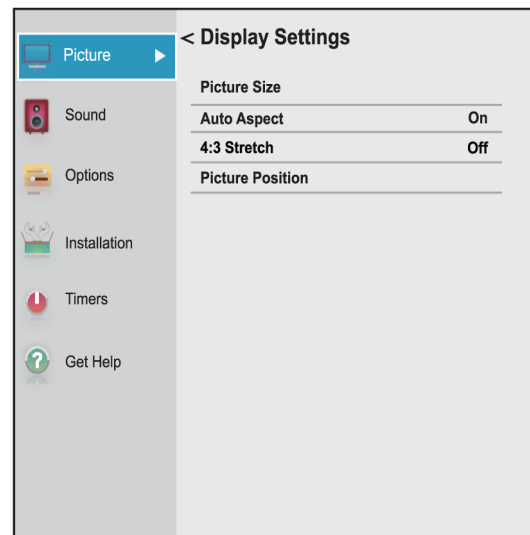 Picture
Sound
Options
Installation
Timers
Get Help
< Display Settings
Picture Size
Auto Aspect On
4:3 Stretch Off
Picture Position